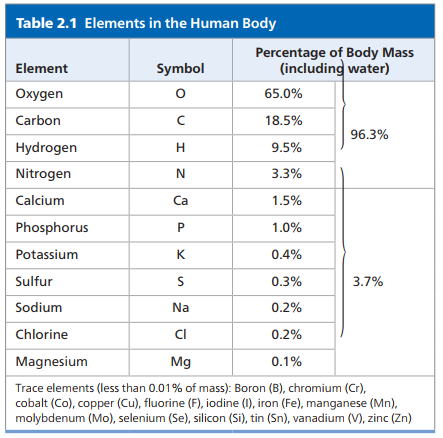 Table 2.1 Elements in the Human Body
Element Symbol Percentage of Body Mass (including water)
Oxygen O 65.0%
Carbon C 18.5%
96.3%
Hydrogen H 9.5%
Nitrogen N 3.3%
Calcium Ca 1.5%
Phosphorus P 1.0%
Potassium K 0.4%
Sulfur S 0.3% 3.7%
Sodium Na 0.2%
Chlorine Cl 0.2%
Magnesium Mg 0.1%
Trace elements (less than 0.01% of mass): Boron (B), chromium (Cr),
cobalt (Co), copper (Cu), fluorine (F), iodine (I), iron (Fe), manganese (Mn),
molybdenum (Mo), selenium (Se), silicon (Si), tin (Sn), vanadium (V), zinc (Zn)